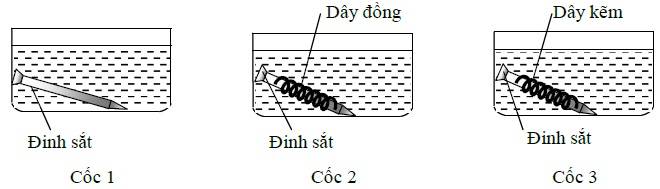 Dây đồng
Dây kẽm
Đinh sắt
Đinh sắt
Đinh sắt
Cốc 1
Cốc 2
Cốc 3